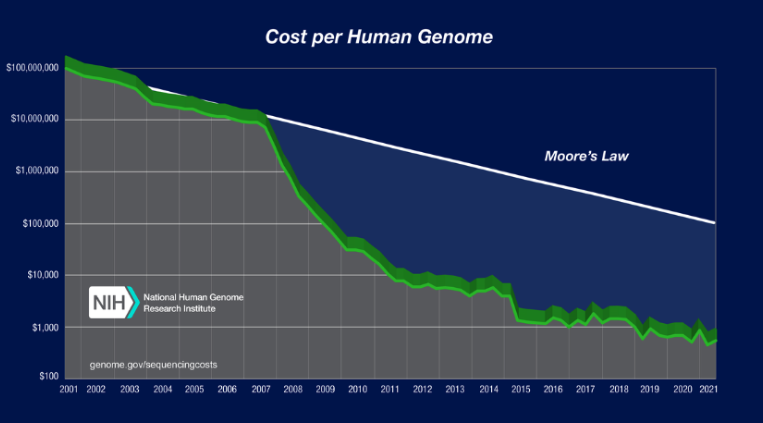 Cost per Human Genome
$100,000,000
$10,000,000
$1,000,000
$100,000
$10,000
$1,000
$100
Moore's Law
NIH
National Human Genome
Research Institute
genome.gov/sequencingcosts
2001 2002 2003 2004 2005 2006 2007 2008 2009 2010 2011 2012 2013 2014 2015 2016 2017 2018 2019 2020 2021